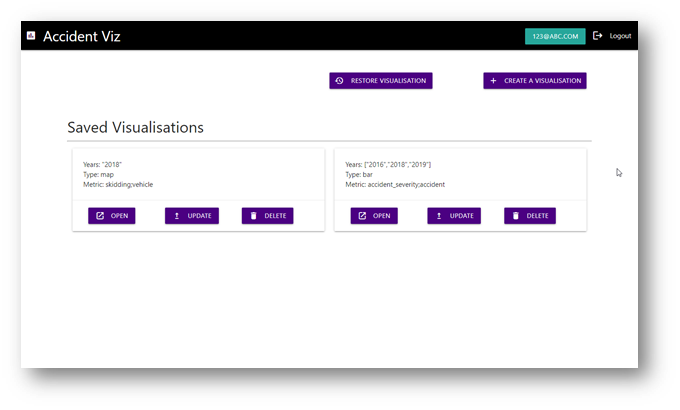 Accident Viz
123@ABC.COM
Logout
RESTORE VISUALISATION
CREATE A VISUALISATION
Saved Visualisations
Years: "2018"
Type: map
Metric: skidding;vehicle
OPEN
UPDATE
DELETE
Years: ["2016","2018","2019"]
Type: bar
Metric: accident_severity;accident
OPEN
UPDATE
DELETE